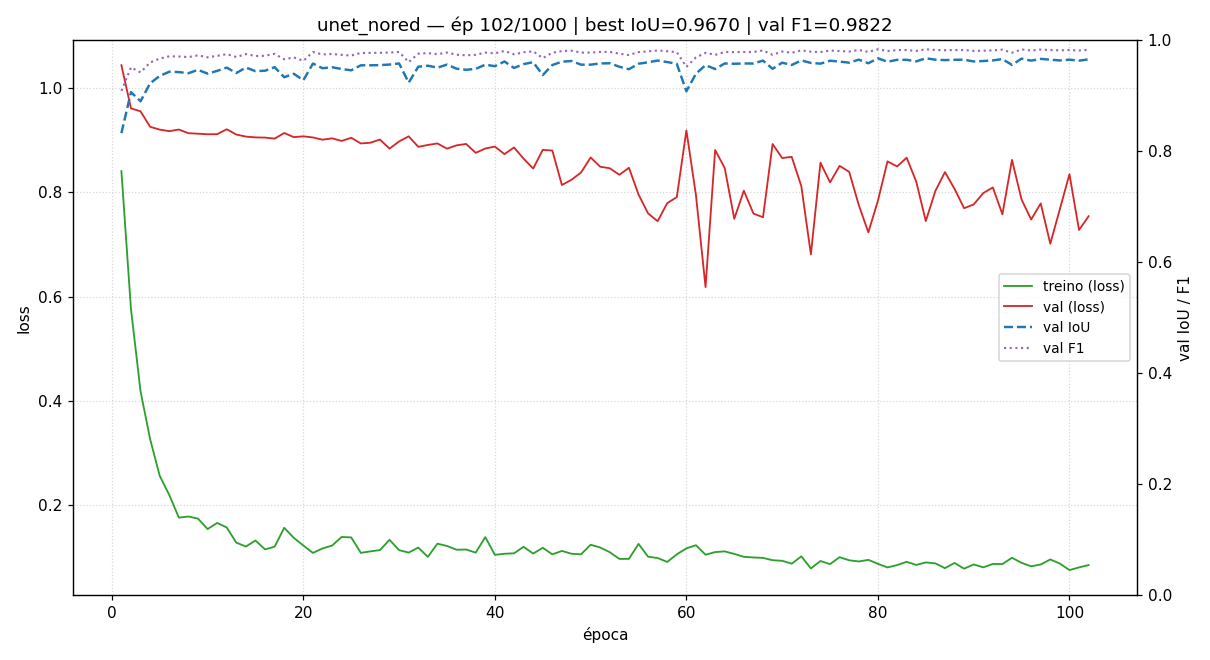 unet_nored — ép 102/1000 | best IoU=0.9670 | val F1=0.9822
1.0
0.8
0.6
0.4
0.2
loss
1.0
0.8
0.6
0.4
0.2
0.0
val IoU / F1
treino (loss)
val (loss)
val IoU
val F1
0 20 40 60 80 100
época